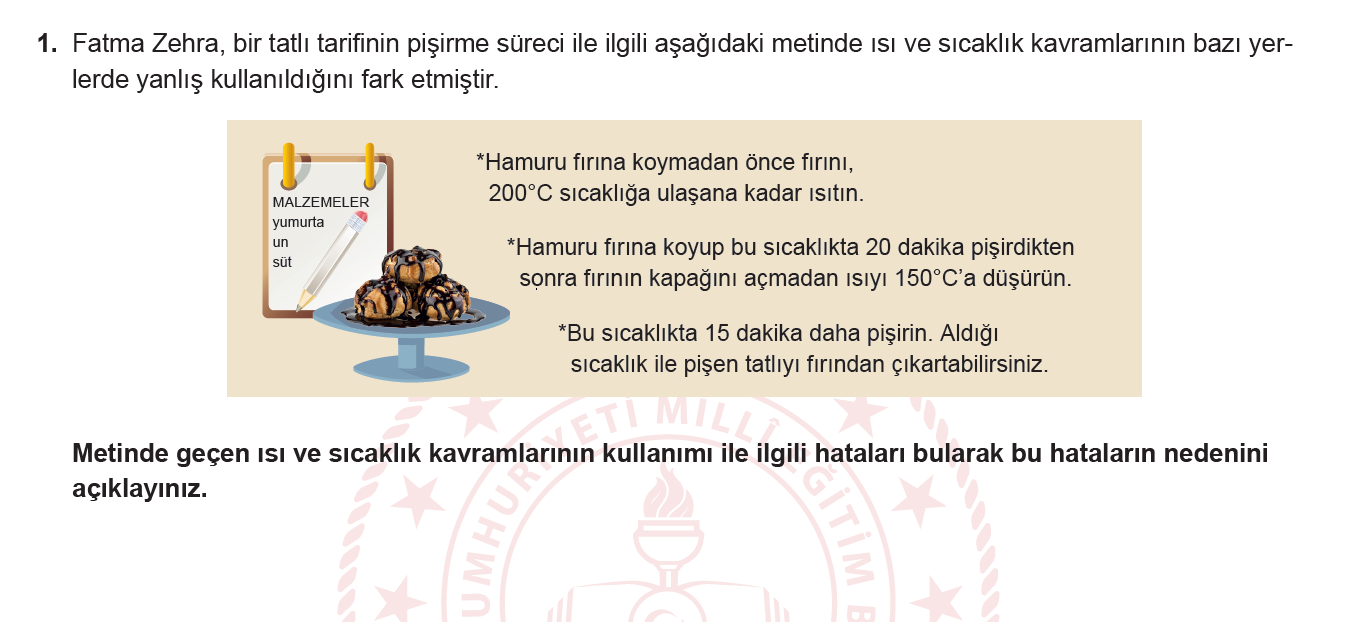 1. Fatma Zehra, bir tatlı tarifinin pişirme süreci ile ilgili aşağıdaki metinde ısı ve sıcaklık kavramlarının bazı yer-
lerde yanlış kullanıldığını fark etmiştir.
MALZEMELER
yumurta
un
süt
*Hamuru fırına koymadan önce fırını,
200°C sıcaklığa ulaşana kadar ısıtın.
*Hamuru fırına koyup bu sıcaklıkta 20 dakika pişirdikten
sonra fırının kapağını açmadan ısıyı 150°C'a düşürün.
*Bu sıcaklıkta 15 dakika daha pişirin. Aldığı
sıcaklık ile pişen tatlıyı fırından çıkartabilirsiniz.
Metinde geçen ısı ve sıcaklık kavramlarının kullanımı ile ilgili hataları bularak bu hataların nedenini
açıklayınız.
UMHURİYETİ MİLLÎ EĞİTİM B